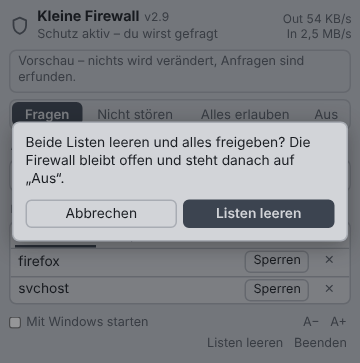 Kleine Firewall v2.9
Out 54 KB/s
Schutz aktiv – du wirst gefragt
In 2,5 MB/s
Vorschau – nichts wird verändert, Anfragen sind
erfunden.
Fragen Nicht stören Alles erlauben Aus
Beide Listen leeren und alles freigeben? Die
Firewall bleibt offen und steht danach auf
„Aus“.
Abbrechen Listen leeren
firefox Sperren ×
svchost Sperren ×
Mit Windows starten A− A+
Listen leeren Beenden